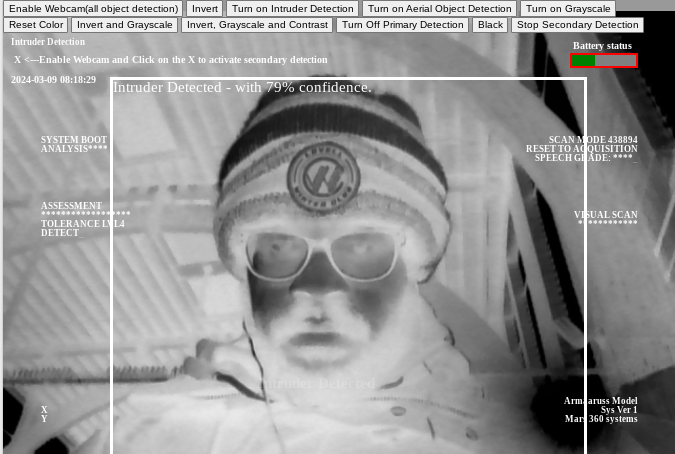 Enable Webcam(all object detection) Invert Turn on Intruder Detection Turn on Aerial Object Detection Turn on Grayscale
Reset Color Invert and Grayscale Invert, Grayscale and Contrast Turn Off Primary Detection Black Stop Secondary Detection
Intruder Detection
Battery status
X <---Enable Webcam and Click on the X to activate secondary detection
2024-03-09 08:18:29
Intruder Detected - with 79% confidence.
SYSTEM BOOT
ANALYSIS****
SCAN MODE 438894
RESET TO ACQUISITION
SPEECH GRADE: ****_
WINTER
ASSESSMENT
******************
TOLERANCE LVL4
DETECT
VISUAL SCAN
************
Intruder Detected
X
Y
Armaaruss Model
Sys Ver 1
Mars 360 systems